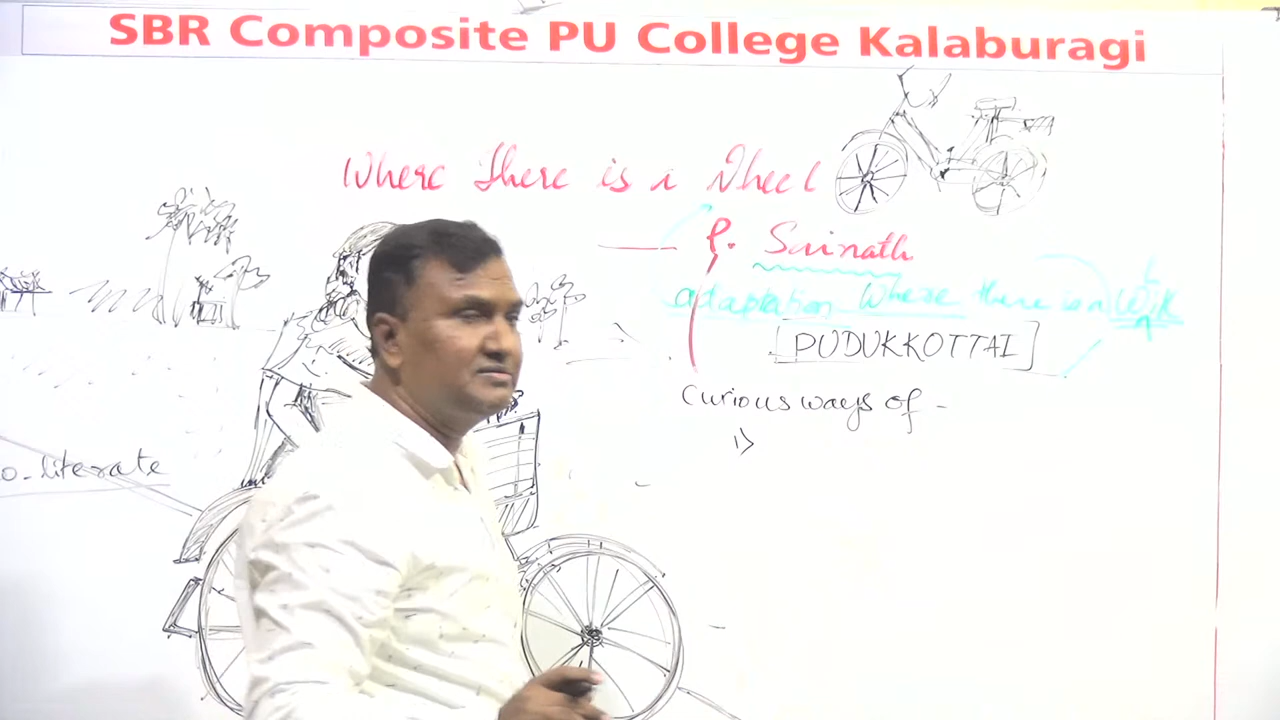 SBR Composite PU College Kalaburagi
Where There is a Wheel
P. Sainath
adaptation Where there is a
[PUDUKKOTTAI]
Curious ways of -
1)
o-literate